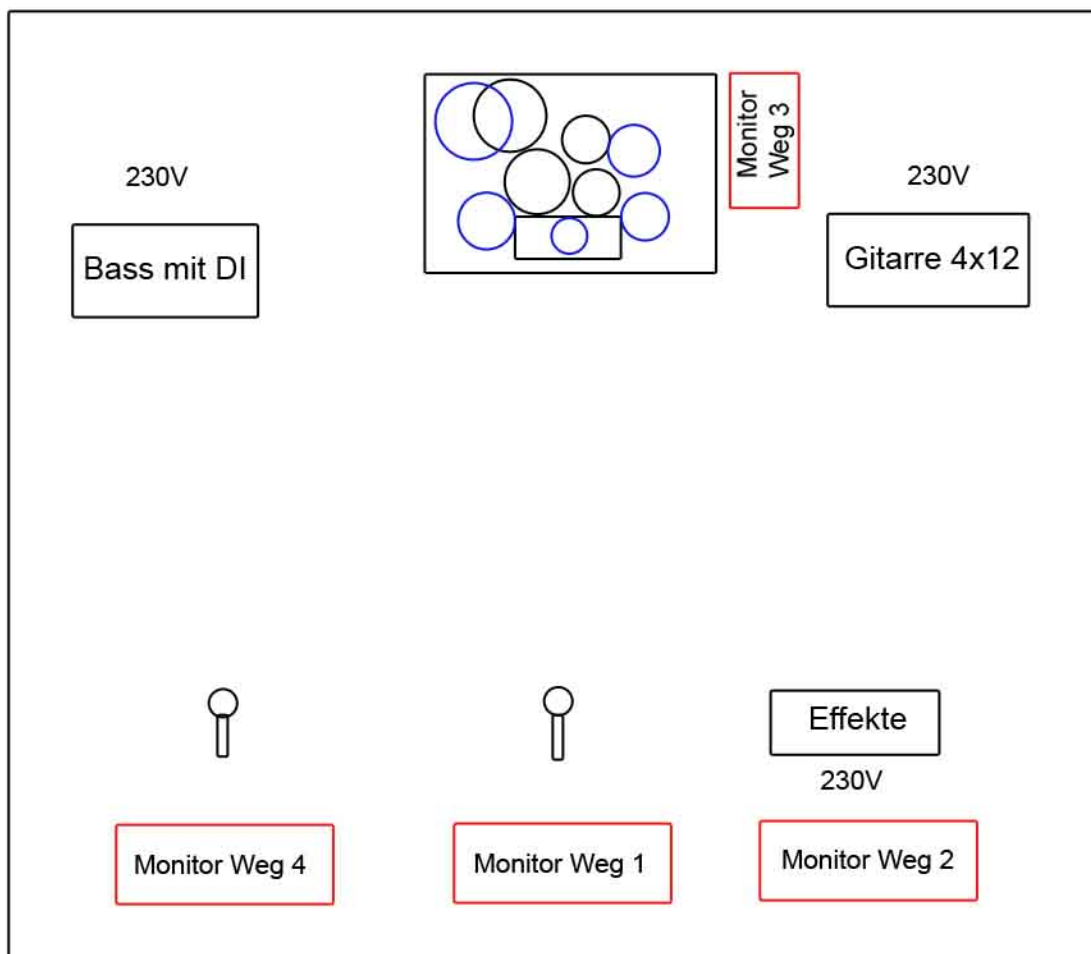 Monitor
Weg 3
230V
230V
Bass mit DI
Gitarre 4x12
Effekte
230V
Monitor Weg 4
Monitor Weg 1
Monitor Weg 2